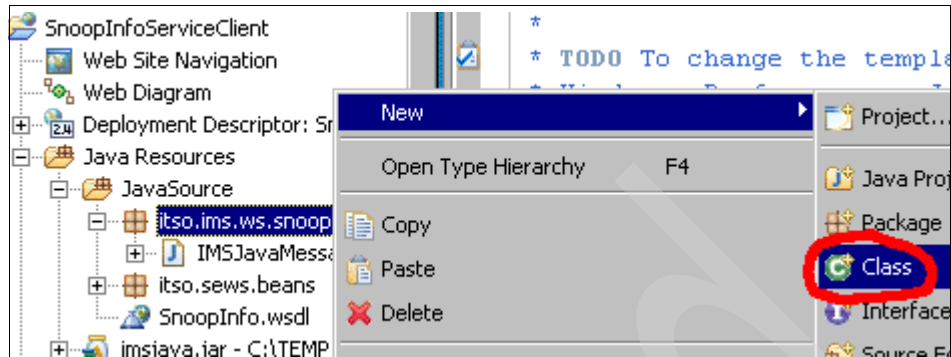 SnoopInfoServiceClient
Web Site Navigation
Web Diagram
Deployment Descriptor: Sn
Java Resources
JavaSource
itso.ims.ws.snoop
IMSJavaMessa
itso.sews.beans
SnoopInfo.wsdl
imsjava.jar - C:\TEMP
*
* TODO To change the templa
*
New
Open Type Hierarchy F4
Copy
Paste
Delete
Project...
Java Proj
Package
Class
Interface
Source F